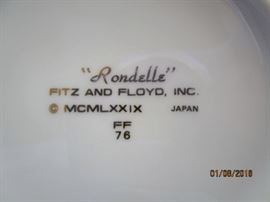 "Rondelle"
FITZ AND FLOYD, INC.
© MCMLXXIX JAPAN
FF
76
01/08/2018